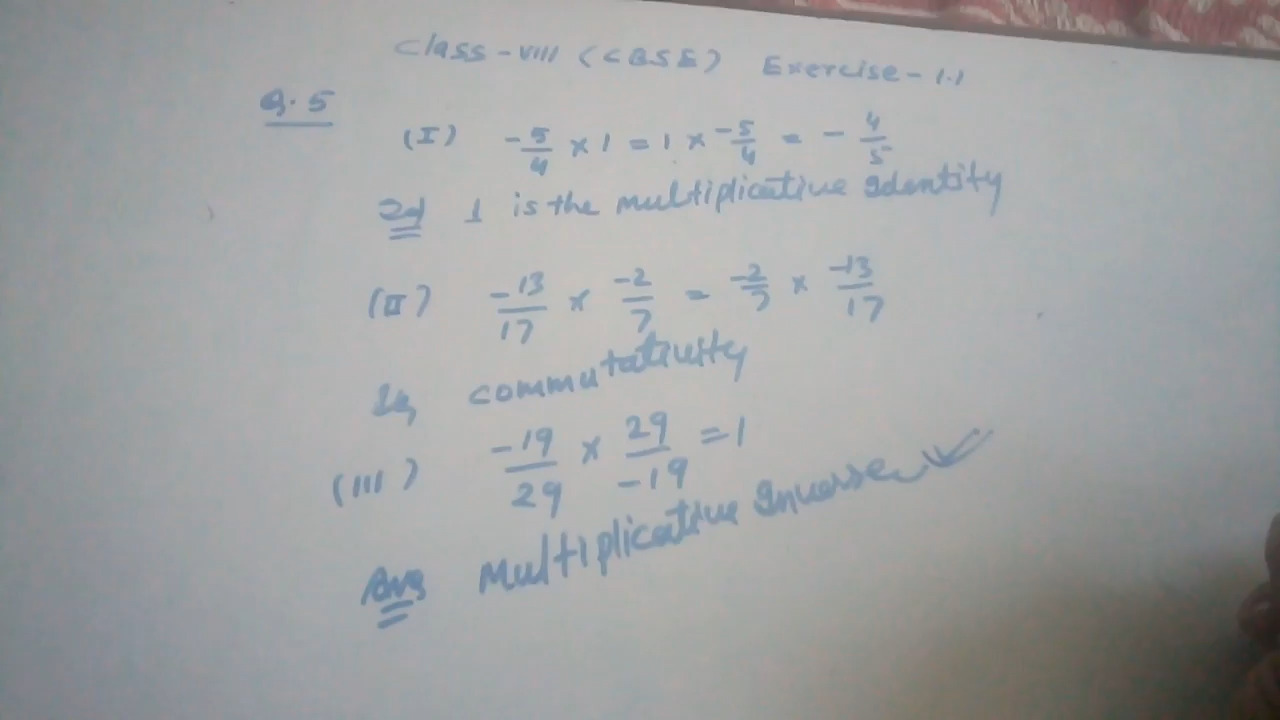 Class-VIII (CBSE) Exercise-1.1
Q.5
(I) -5/4 × 1 = 1 × -5/4 = - 4/5
1 is the multiplicative Identity
(II) -13/17 × -2/7 = -2/7 × -13/17
commutativity
(III) -19/29 × 29/-19 = 1
Ans Multiplicative Inverse